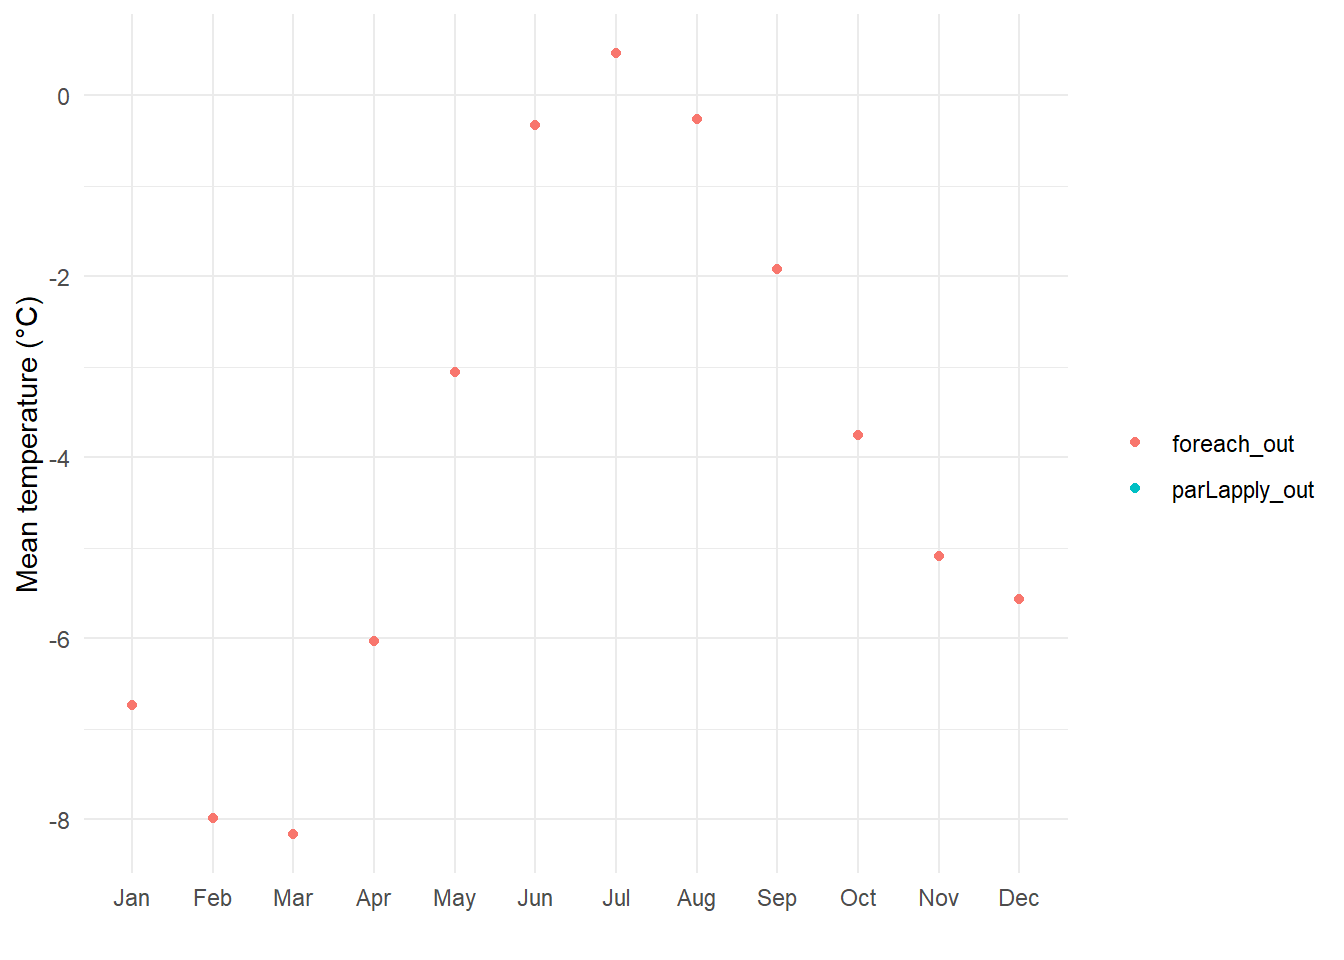 Mean temperature (°C)
0
-2
-4
-6
-8
Jan Feb Mar Apr May Jun Jul Aug Sep Oct Nov Dec
foreach_out
parLapply_out